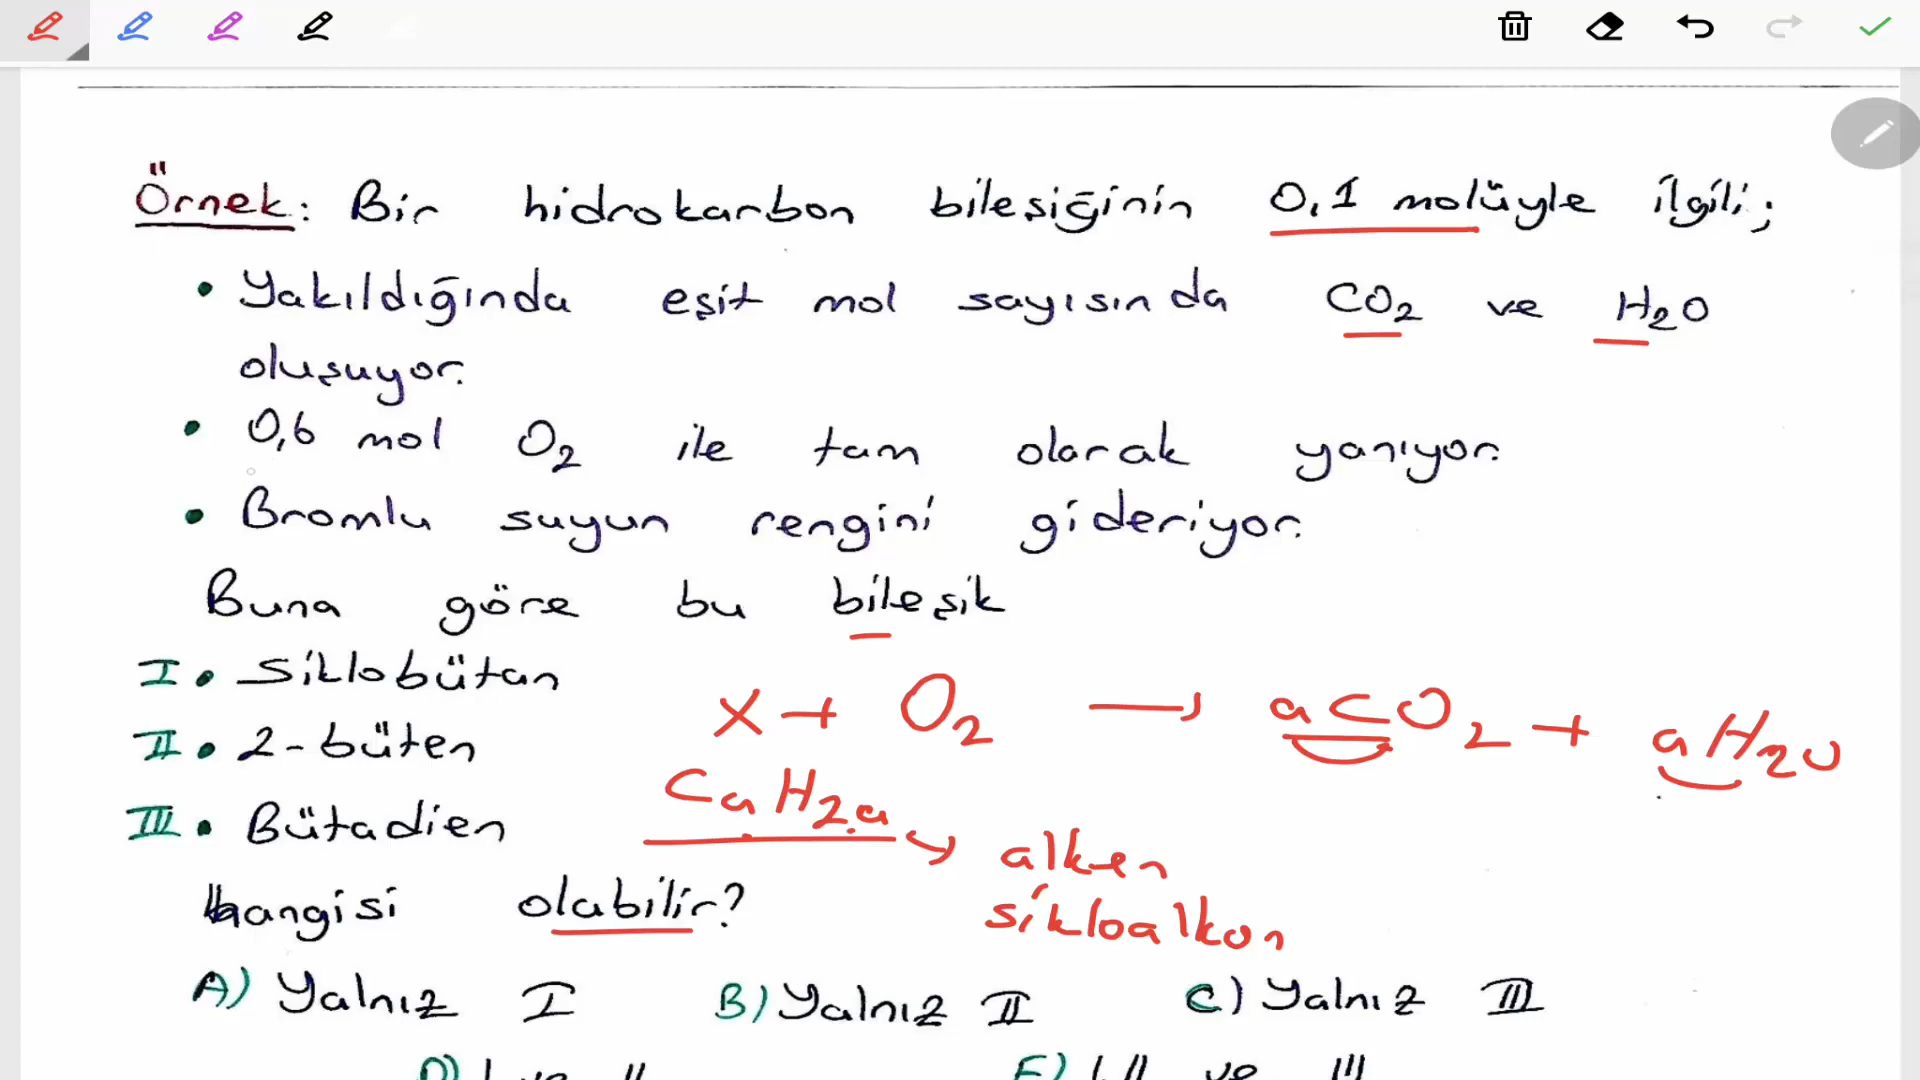 Örnek: Bir hidrokarbon bileşiğinin 0,1 molüyle ilgili;
• Yakıldığında eşit mol sayısında CO2 ve H2O
oluşuyor.
• 0,6 mol O2 ile tam olarak yanıyor.
• Bromlu suyun rengini gideriyor.
Buna göre bu bileşik
I. Siklobütan
X + O2 → aCO2 + aH2O
II. 2-büten
CaH2a → alken
III. Bütadien
sikloalkan
hangisi olabilir?
A) Yalnız I B) Yalnız II C) Yalnız III
D) I ve II